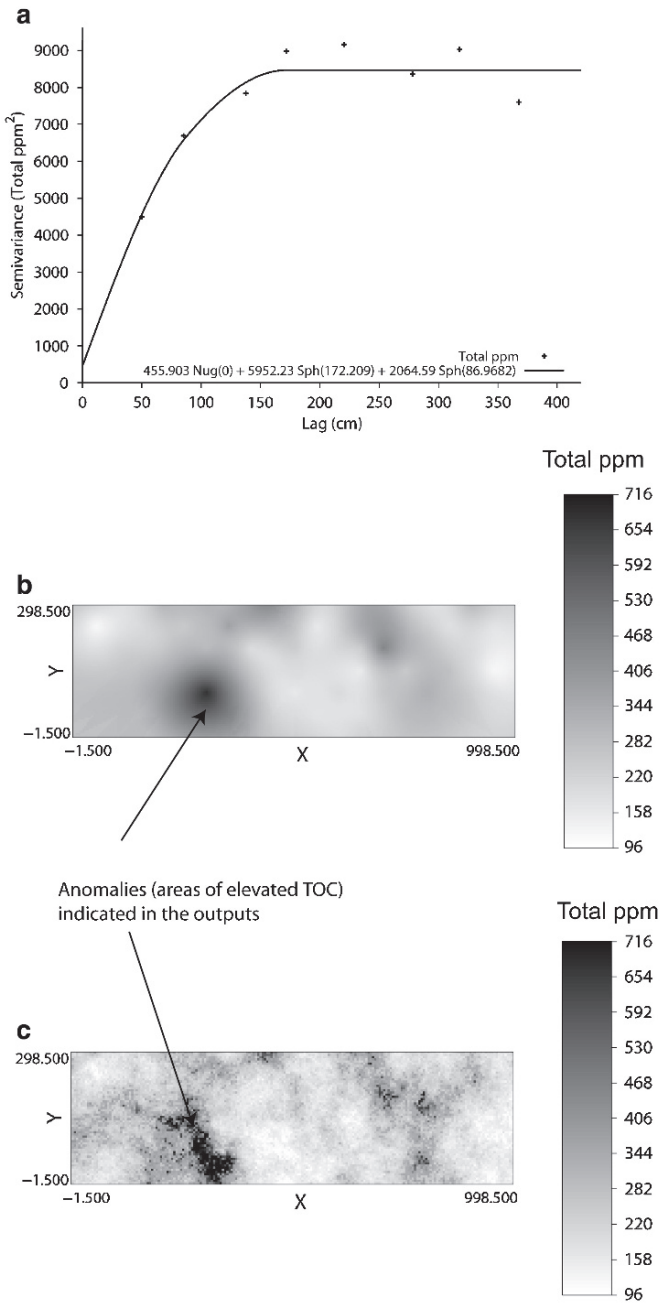 a
9000
8000
7000
6000
5000
4000
3000
2000
1000
0
Semivariance (Total ppm²)
Total ppm
455.903 Nug(0) + 5952.23 Sph(172.209) + 2064.59 Sph(86.9682)
0 50 100 150 200 250 300 350 400
Lag (cm)
Total ppm
716
654
592
530
468
406
344
282
220
158
96
b
298.500
Y
−1.500
−1.500 X 998.500
Anomalies (areas of elevated TOC)
indicated in the outputs
Total ppm
716
654
592
530
468
406
344
282
220
158
96
c
298.500
Y
−1.500
−1.500 X 998.500